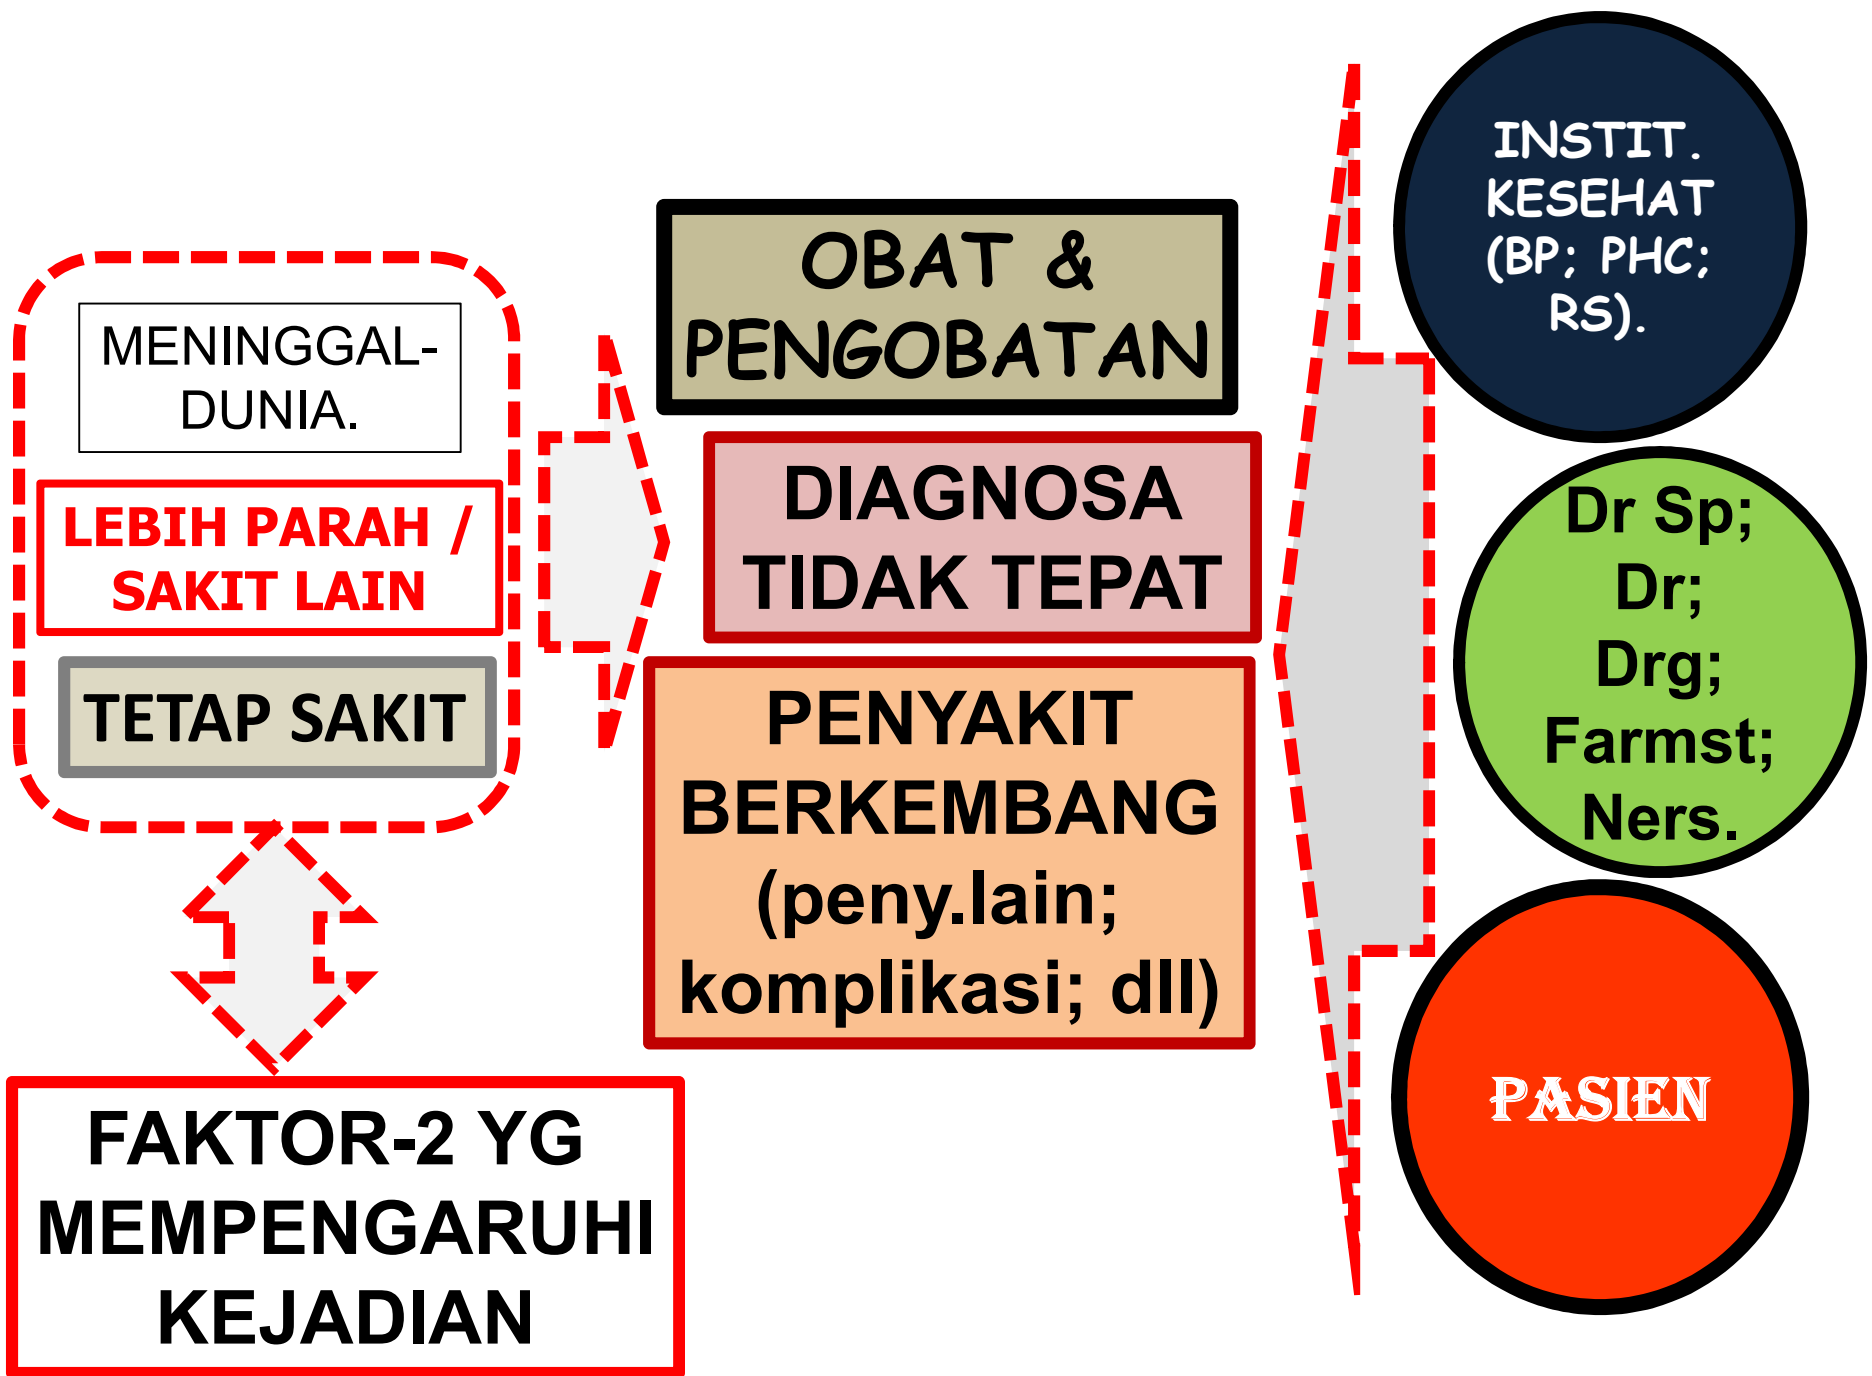 MENINGGAL-
DUNIA.
LEBIH PARAH /
SAKIT LAIN
TETAP SAKIT
FAKTOR-2 YG
MEMPENGARUHI
KEJADIAN
OBAT &
PENGOBATAN
DIAGNOSA
TIDAK TEPAT
PENYAKIT
BERKEMBANG
(peny.lain;
komplikasi; dll)
INSTIT.
KESEHAT
(BP; PHC;
RS).
Dr Sp;
Dr;
Drg;
Farmst;
Ners.
PASIEN